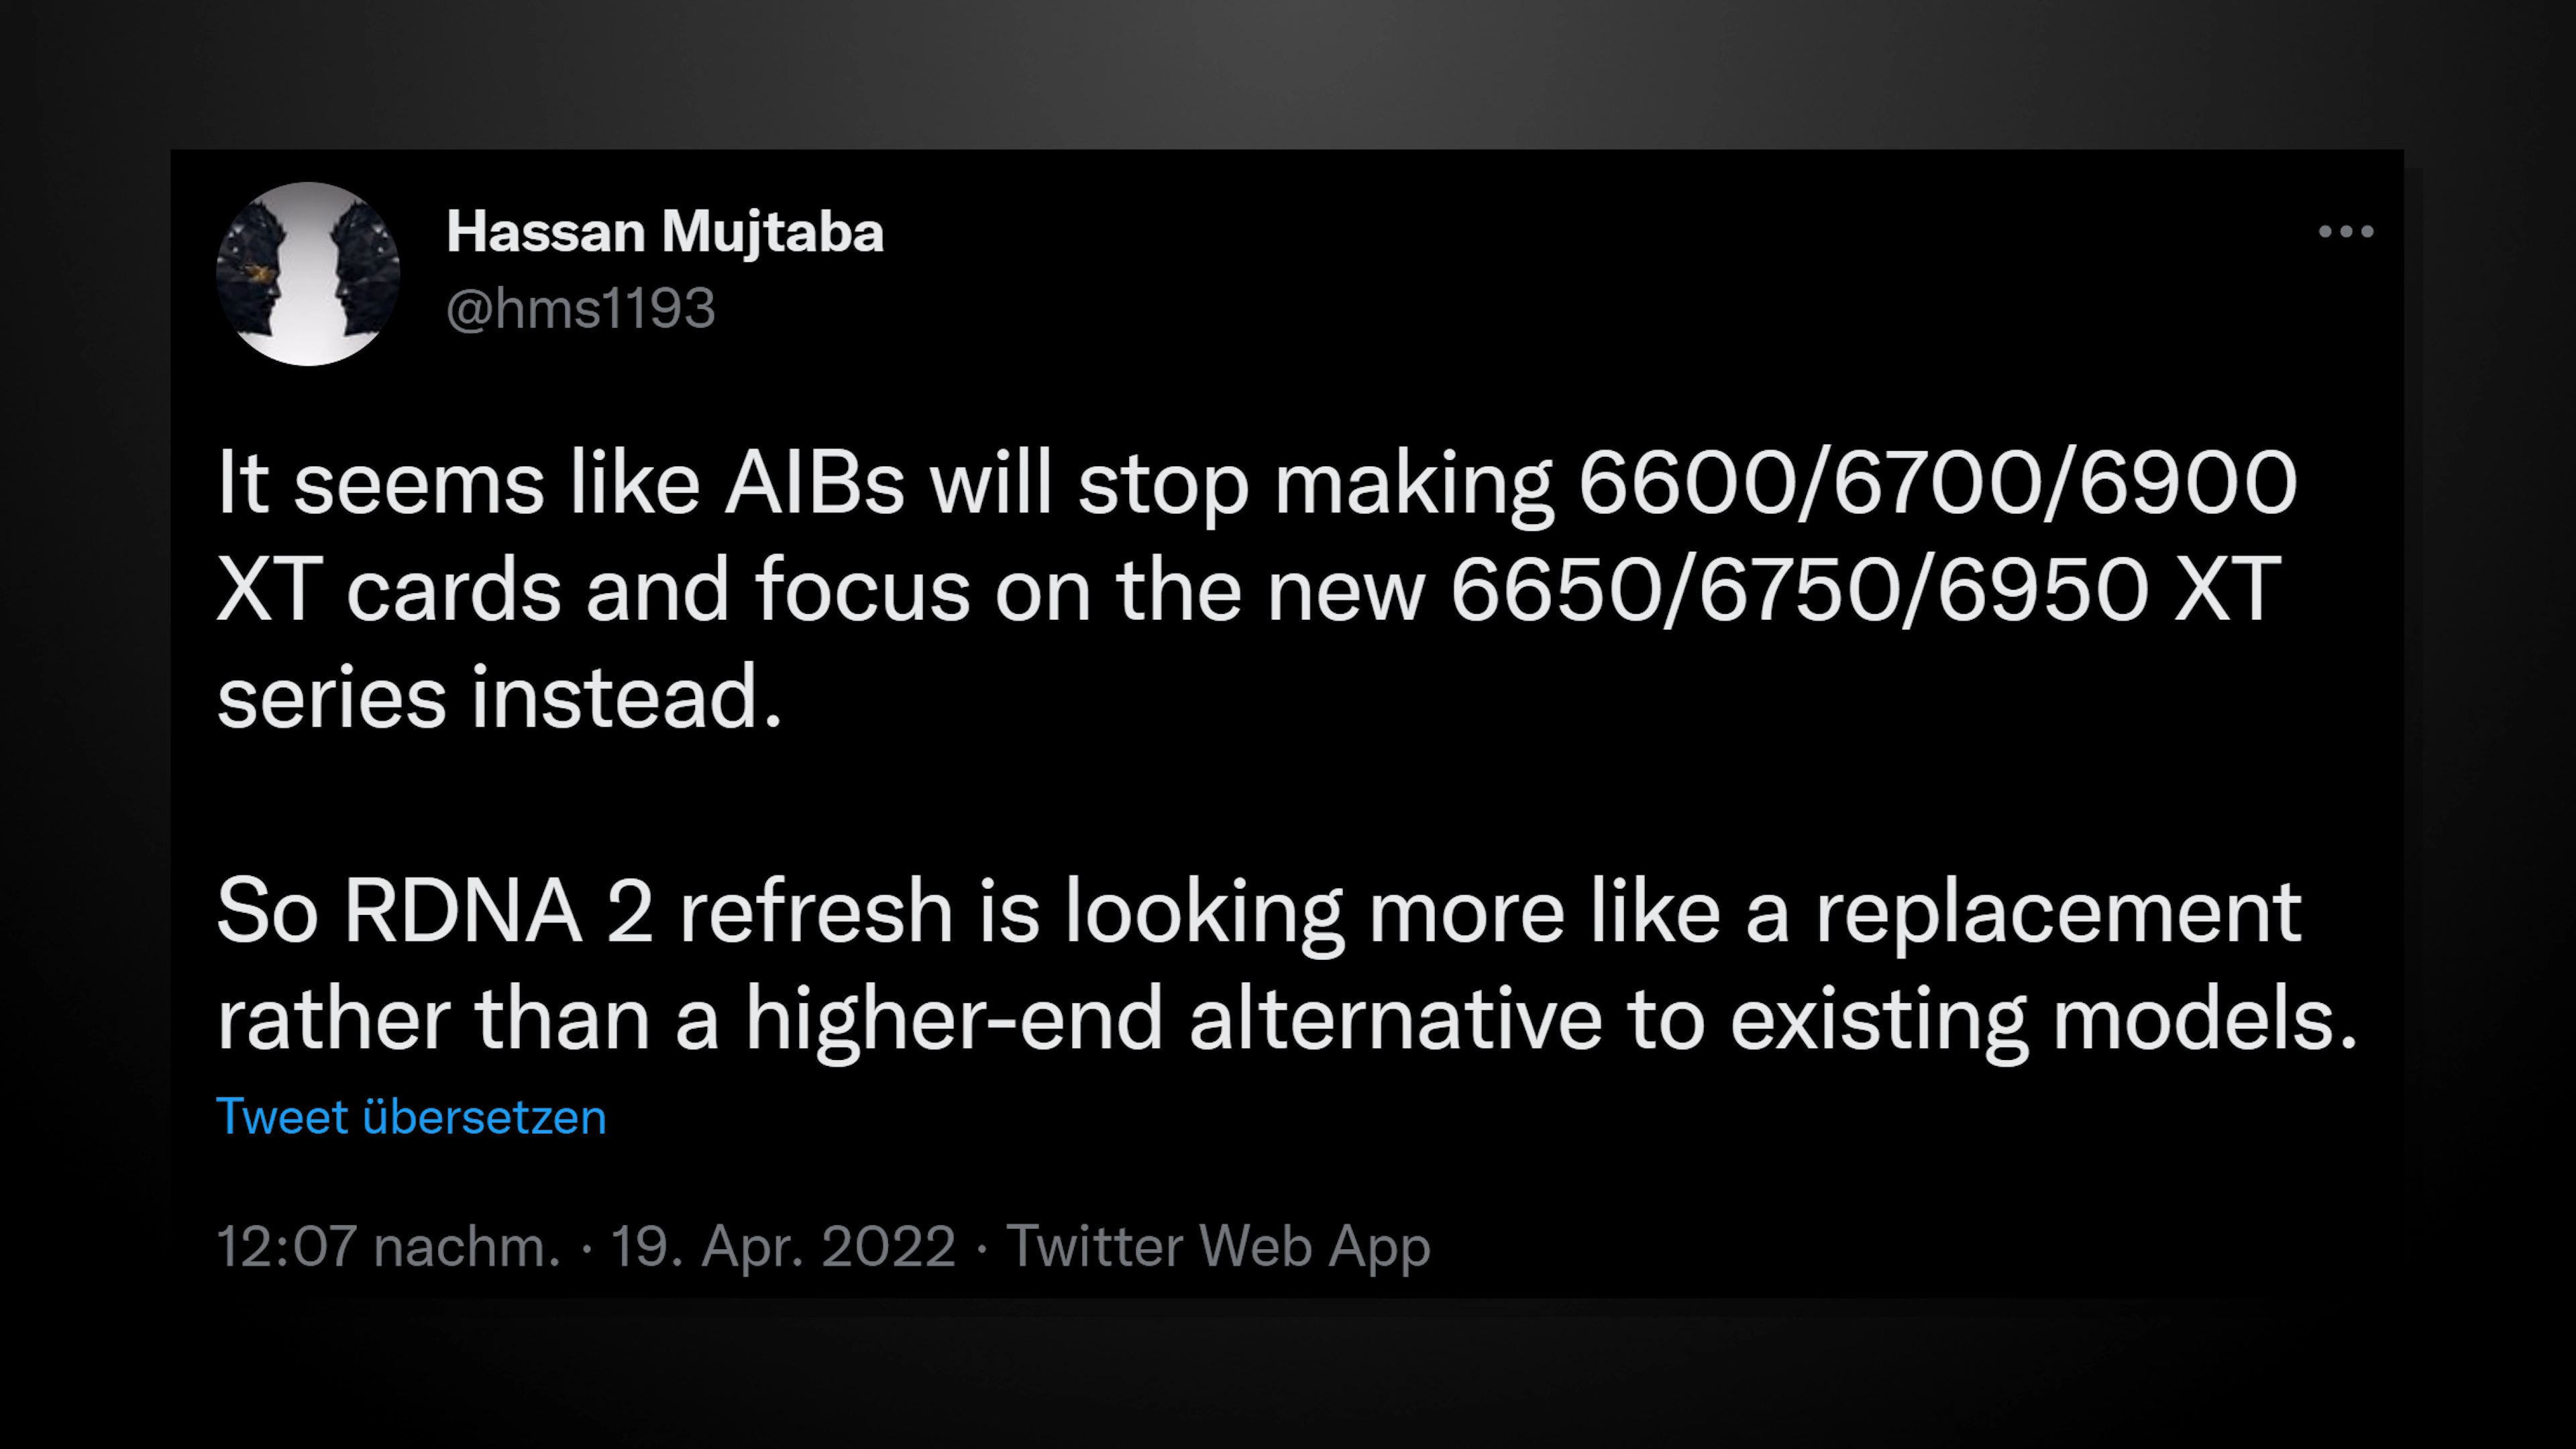 Hassan Mujtaba
@hms1193
It seems like AIBs will stop making 6600/6700/6900
XT cards and focus on the new 6650/6750/6950 XT
series instead.
So RDNA 2 refresh is looking more like a replacement
rather than a higher-end alternative to existing models.
Tweet übersetzen
12:07 nachm. · 19. Apr. 2022 · Twitter Web App